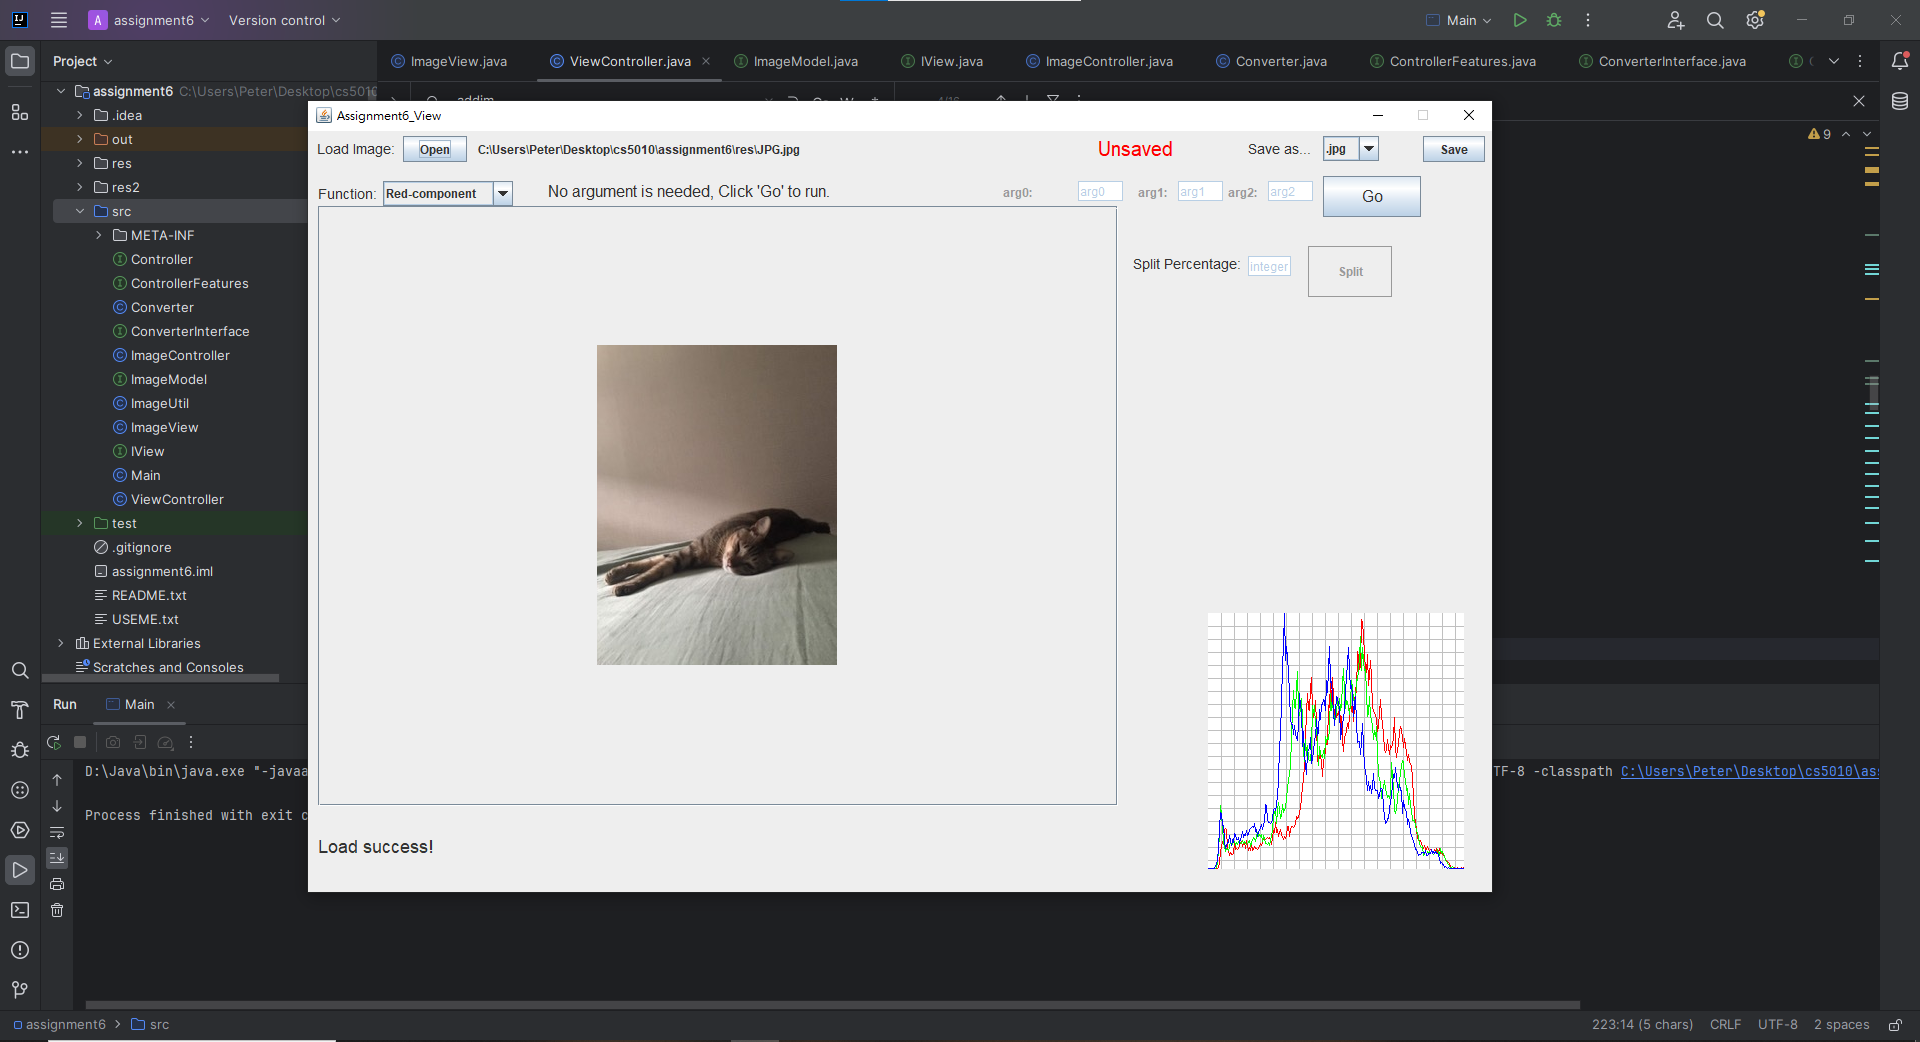 A assignment6
Version control
Main
Project
ImageView.java
ViewController.java
ImageModel.java
IView.java
ImageController.java
Converter.java
ControllerFeatures.java
ConverterInterface.java
assignment6 C:\Users\Peter\Desktop\cs5010
.idea
out
res
res2
src
META-INF
Controller
ControllerFeatures
Converter
ConverterInterface
ImageController
ImageModel
ImageUtil
ImageView
IView
Main
ViewController
test
.gitignore
assignment6.iml
README.txt
USEME.txt
External Libraries
Scratches and Consoles
9
Assignment6_View
Load Image: Open C:\Users\Peter\Desktop\cs5010\assignment6\res\JPG.jpg Unsaved Save as... .jpg Save
Function: Red-component No argument is needed, Click 'Go' to run. arg0: arg0 arg1: arg1 arg2: arg2 Go
Split Percentage: integer Split
Load success!
Run Main
D:\Java\bin\java.exe "-javaa
TF-8 -classpath C:\Users\Peter\Desktop\cs5010\as
Process finished with exit c
assignment6 > src
223:14 (5 chars) CRLF UTF-8 2 spaces